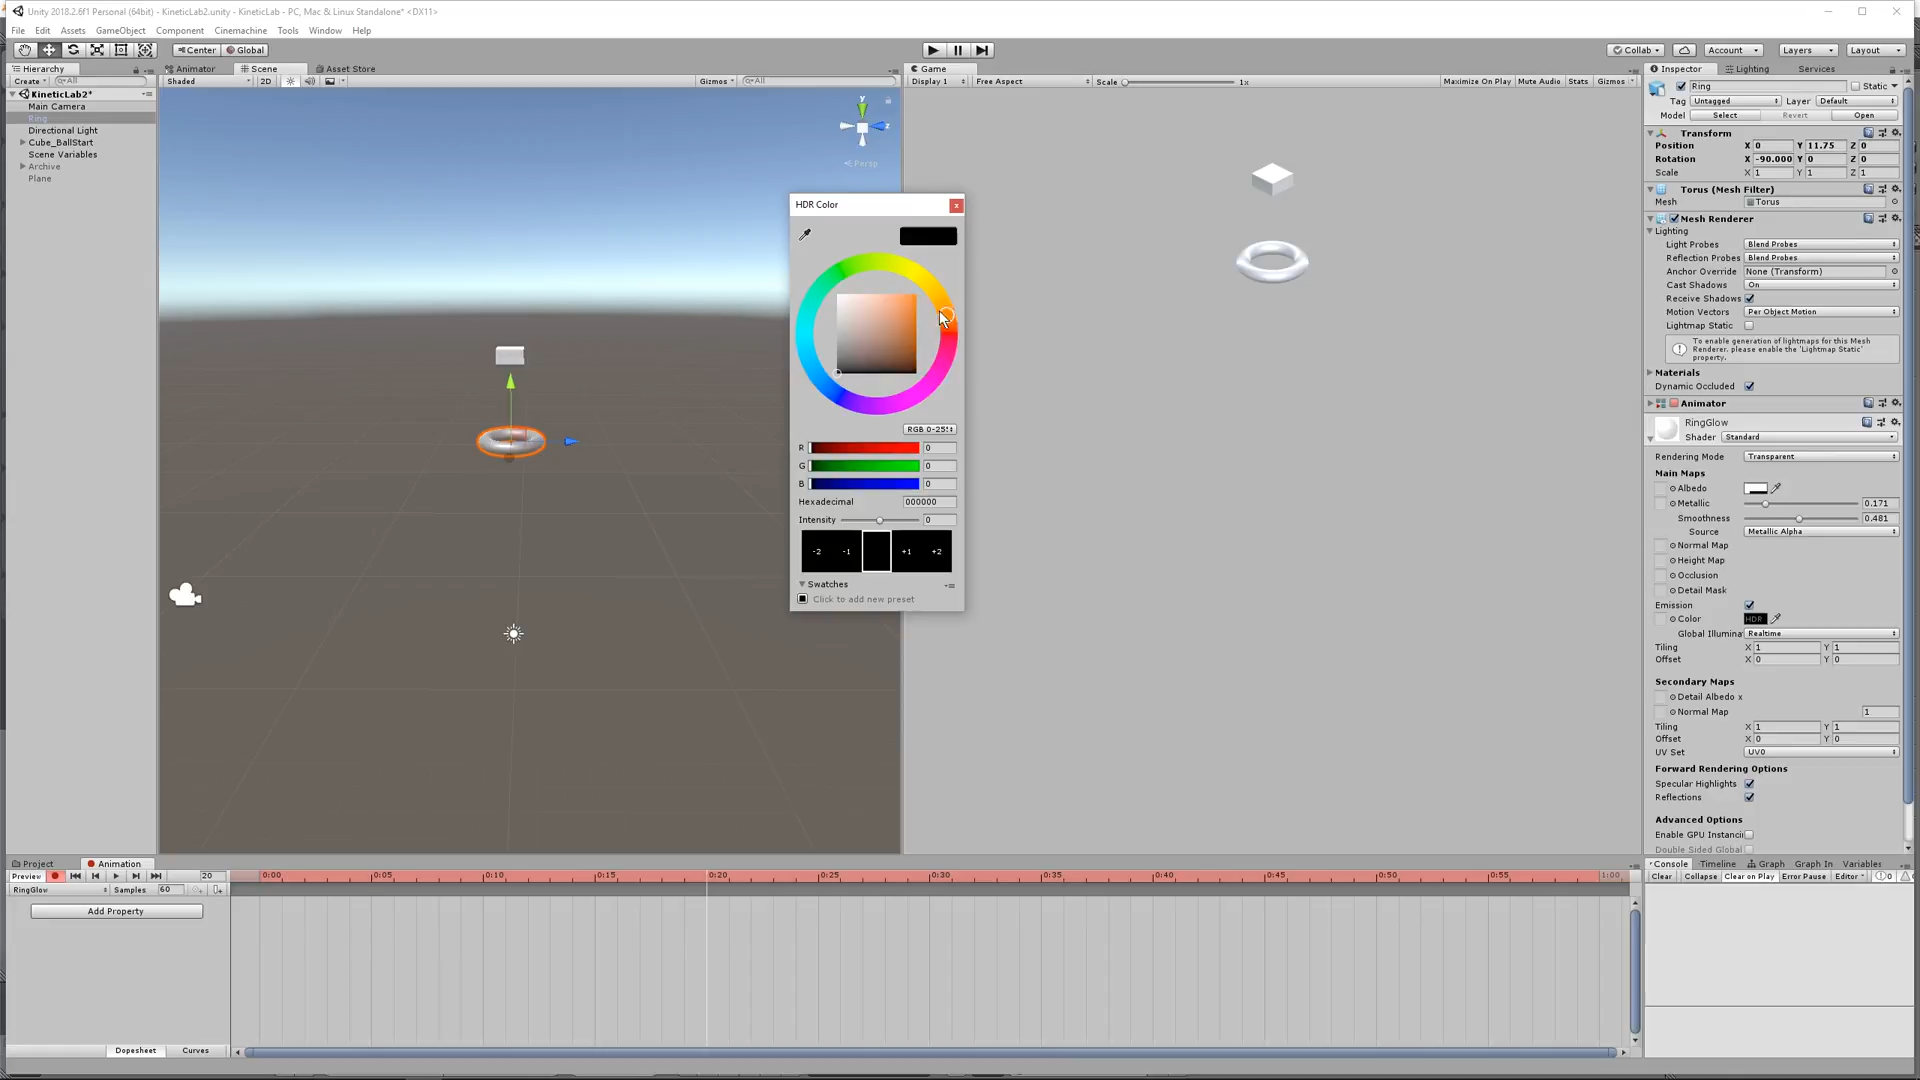 Unity 2018.2.6f1 Personal (64bit) - KineticLab2.unity - KineticLab - PC, Mac & Linux Standalone* <DX11>
File Edit Assets GameObject Component Cinemachine Tools Window Help
Center Global Collab Account Layers Layout
Hierarchy
Create All
KineticLab2*
Main Camera
Ring
Directional Light
Cube_BallStart
Scene Variables
Archive
Plane
Animator Scene Asset Store
Shaded 2D Gizmos All
y
z
Persp
Game
Display 1 Free Aspect Scale 1x Maximize On Play Mute Audio Stats Gizmos
HDR Color
RGB 0-255
R 0
G 0
B 0
Hexadecimal 000000
Intensity 0
-2 -1 +1 +2
Swatches
Click to add new preset
Inspector Lighting Services
Ring Static
Tag Untagged Layer Default
Model Select Revert Open
Transform
Position X 0 Y 11.75 Z 0
Rotation X -90.000 Y 0 Z 0
Scale X 1 Y 1 Z 1
Torus (Mesh Filter)
Mesh Torus
Mesh Renderer
Lighting
Light Probes Blend Probes
Reflection Probes Blend Probes
Anchor Override None (Transform)
Cast Shadows On
Receive Shadows
Motion Vectors Per Object Motion
Lightmap Static
To enable generation of lightmaps for this Mesh Renderer, please enable the 'Lightmap Static' property.
Materials
Dynamic Occluded
Animator
RingGlow
Shader Standard
Rendering Mode Transparent
Main Maps
Albedo
Metallic 0.171
Smoothness 0.481
Source Metallic Alpha
Normal Map
Height Map
Occlusion
Detail Mask
Emission
Color HDR
Global Illumina Realtime
Tiling X 1 Y 1
Offset X 0 Y 0
Secondary Maps
Detail Albedo x
Normal Map 1
Tiling X 1 Y 1
Offset X 0 Y 0
UV Set UV0
Forward Rendering Options
Specular Highlights
Reflections
Advanced Options
Enable GPU Instancin
Double Sided Global
Project Animation
Preview 20 0:00 0:05 0:10 0:15 0:20 0:25 0:30 0:35 0:40 0:45 0:50 0:55 1:00
RingGlow Samples 60
Add Property
Dopesheet Curves
Console Timeline Graph Graph In Variables
Clear Collapse Clear on Play Error Pause Editor 0